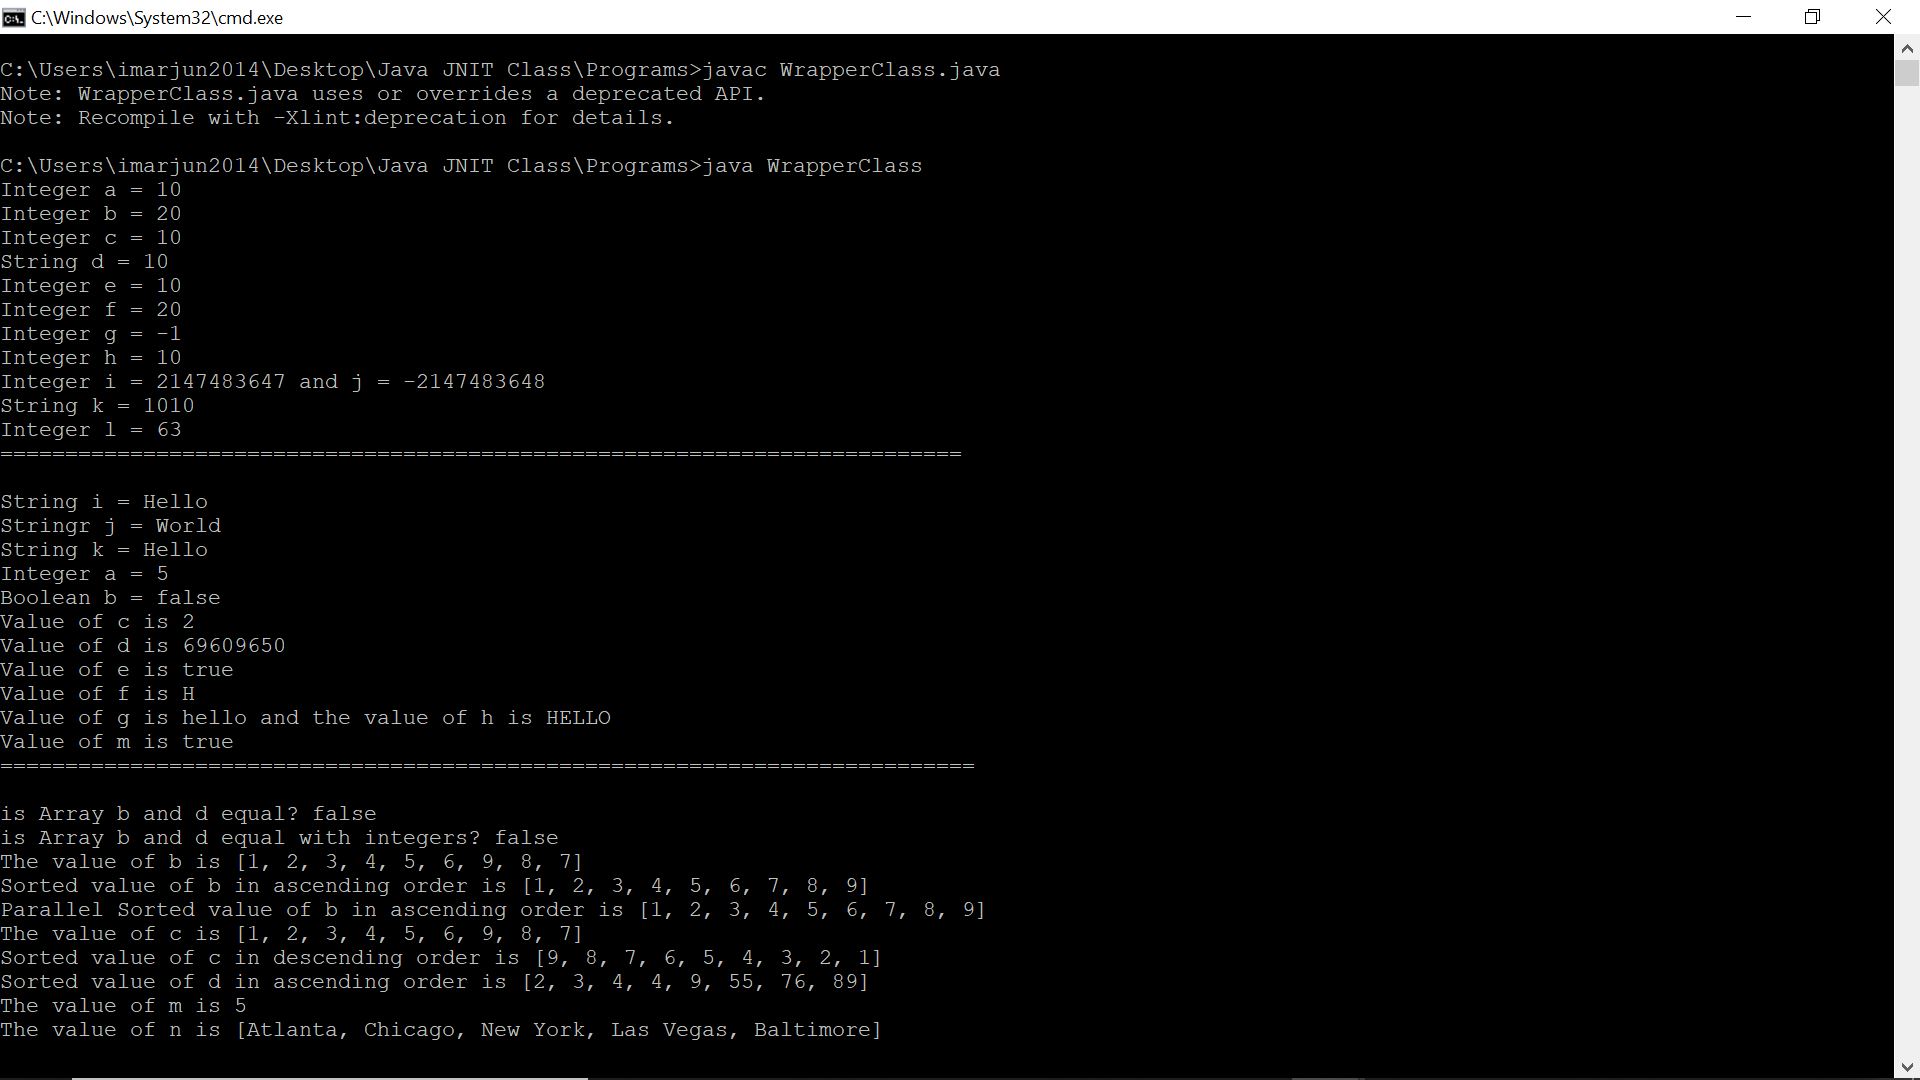 C:\Windows\System32\cmd.exe
C:\Users\imarjun2014\Desktop\Java JNIT Class\Programs>javac WrapperClass.java
Note: WrapperClass.java uses or overrides a deprecated API.
Note: Recompile with -Xlint:deprecation for details.
C:\Users\imarjun2014\Desktop\Java JNIT Class\Programs>java WrapperClass
Integer a = 10
Integer b = 20
Integer c = 10
String d = 10
Integer e = 10
Integer f = 20
Integer g = -1
Integer h = 10
Integer i = 2147483647 and j = -2147483648
String k = 1010
Integer l = 63
==========================================================================
String i = Hello
Stringr j = World
String k = Hello
Integer a = 5
Boolean b = false
Value of c is 2
Value of d is 69609650
Value of e is true
Value of f is H
Value of g is hello and the value of h is HELLO
Value of m is true
===========================================================================
is Array b and d equal? false
is Array b and d equal with integers? false
The value of b is [1, 2, 3, 4, 5, 6, 9, 8, 7]
Sorted value of b in ascending order is [1, 2, 3, 4, 5, 6, 7, 8, 9]
Parallel Sorted value of b in ascending order is [1, 2, 3, 4, 5, 6, 7, 8, 9]
The value of c is [1, 2, 3, 4, 5, 6, 9, 8, 7]
Sorted value of c in descending order is [9, 8, 7, 6, 5, 4, 3, 2, 1]
Sorted value of d in ascending order is [2, 3, 4, 4, 9, 55, 76, 89]
The value of m is 5
The value of n is [Atlanta, Chicago, New York, Las Vegas, Baltimore]